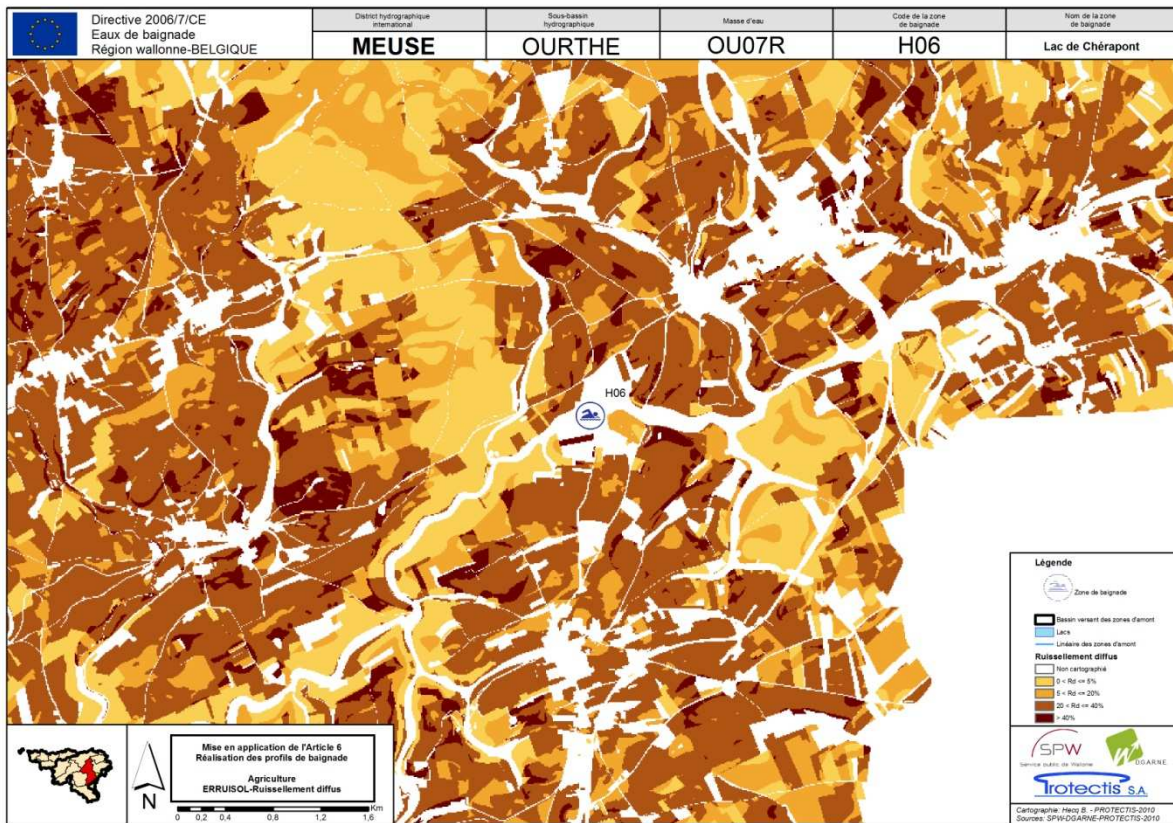 Directive 2006/7/CE
Eaux de baignade
Région wallonne-BELGIQUE
District hydrographique
international
MEUSE
Sous-bassin
hydrographique
OURTHE
Masse d'eau
OU07R
Code de la zone
de baignade
H06
Nom de la zone
de baignade
Lac de Chérapont
H06
Légende
Zone de baignade
Bassin versant des zones d'amont
Lacs
Linéaire des zones d'amont
Ruissellement diffus
Non cartographié
0 < Rd <= 5%
5 < Rd <= 20%
20 < Rd <= 40%
> 40%
SPW
Service public de Wallonie
DGARNE
Protectis S.A.
Cartographie: Hecq B. - PROTECTIS-2010
Sources: SPW-DGARNE-PROTECTIS-2010
N
Mise en application de l'Article 6
Réalisation des profils de baignade
Agriculture
ERRUISOL-Ruissellement diffus
Km
0 0,2 0,4 0,8 1,2 1,6